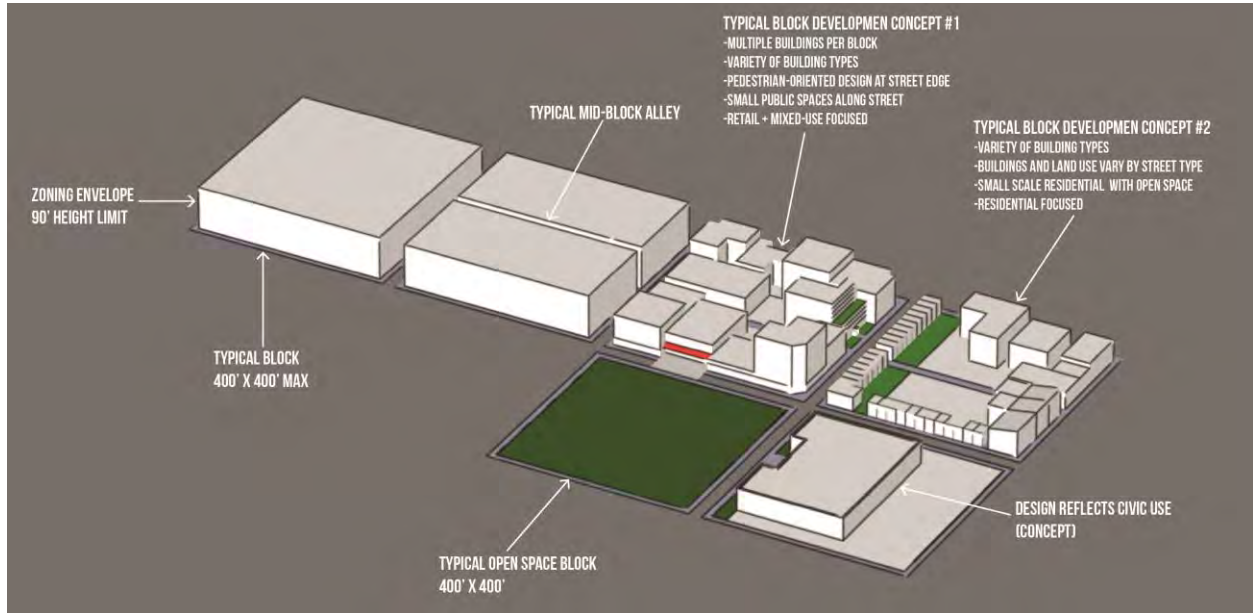 TYPICAL BLOCK DEVELOPMEN CONCEPT #1
-MULTIPLE BUILDINGS PER BLOCK
-VARIETY OF BUILDING TYPES
-PEDESTRIAN-ORIENTED DESIGN AT STREET EDGE
-SMALL PUBLIC SPACES ALONG STREET
-RETAIL + MIXED-USE FOCUSED
TYPICAL MID-BLOCK ALLEY
TYPICAL BLOCK DEVELOPMEN CONCEPT #2
-VARIETY OF BUILDING TYPES
-BUILDINGS AND LAND USE VARY BY STREET TYPE
-SMALL SCALE RESIDENTIAL WITH OPEN SPACE
-RESIDENTIAL FOCUSED
ZONING ENVELOPE
90' HEIGHT LIMIT
TYPICAL BLOCK
400' X 400' MAX
DESIGN REFLECTS CIVIC USE
(CONCEPT)
TYPICAL OPEN SPACE BLOCK
400' X 400'